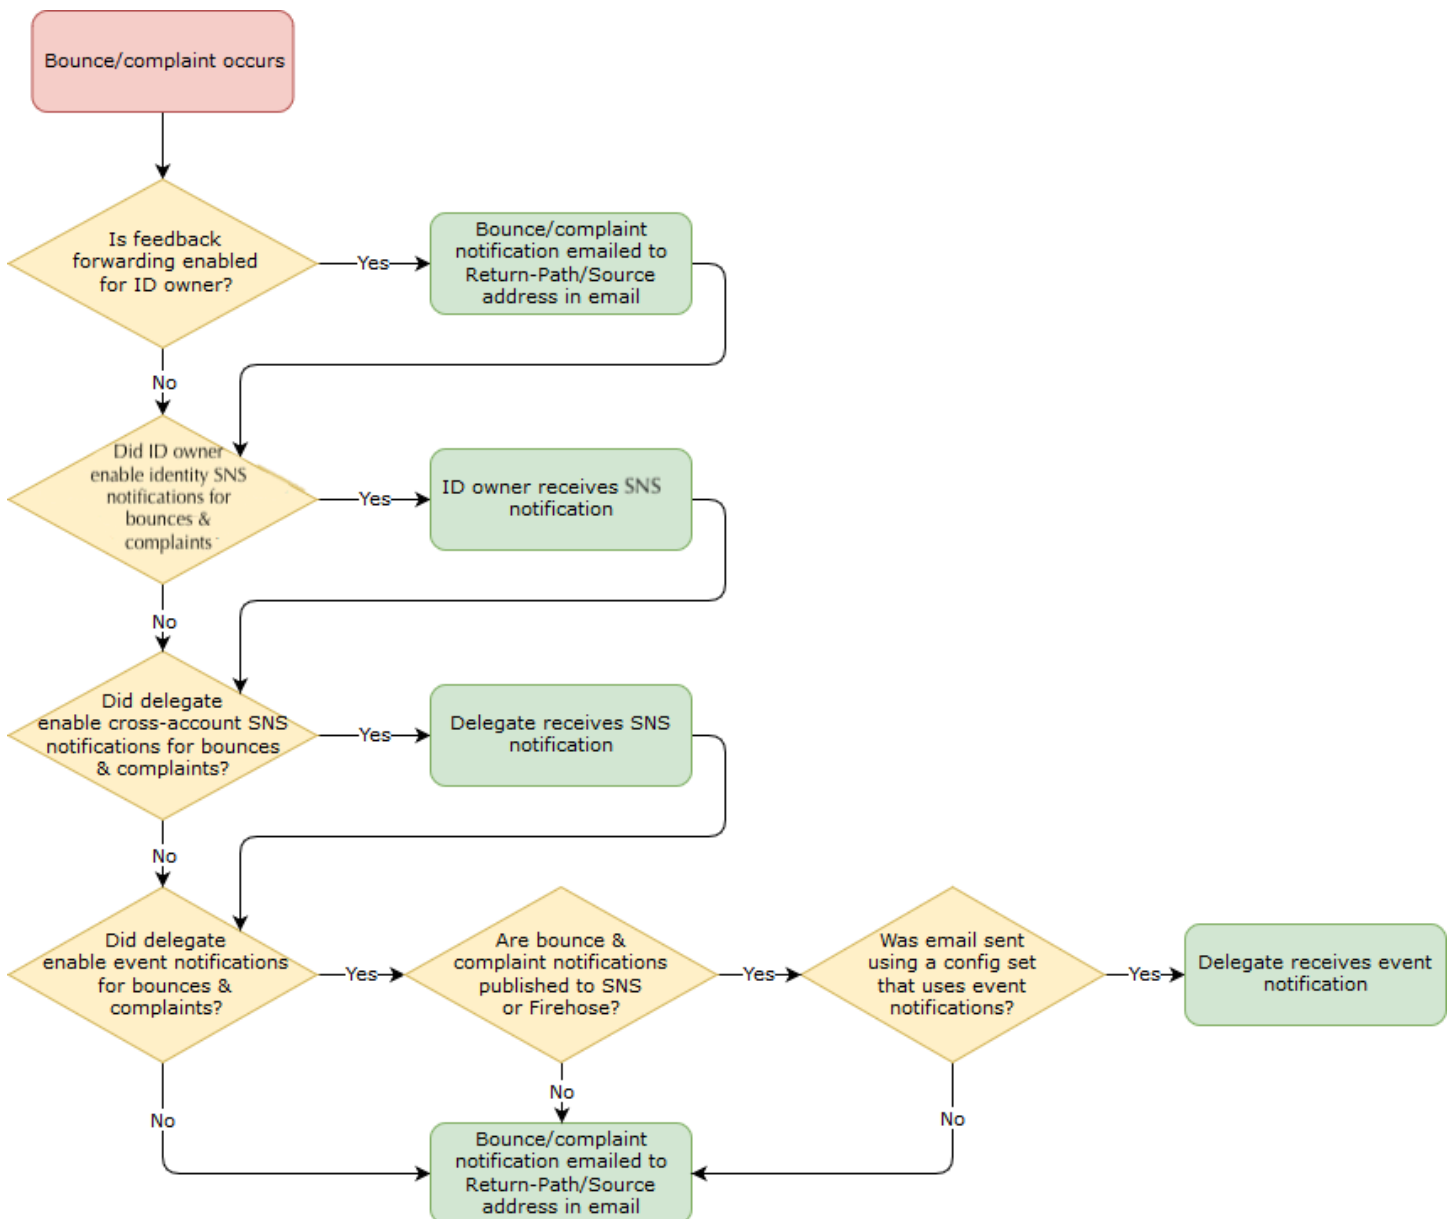 Bounce/complaint occurs
Is feedback
forwarding enabled
for ID owner?
Yes
Bounce/complaint
notification emailed to
Return-Path/Source
address in email
No
Did ID owner
enable identity SNS
notifications for
bounces &
complaints
Yes
ID owner receives SNS
notification
No
Did delegate
enable cross-account SNS
notifications for bounces
& complaints?
Yes
Delegate receives SNS
notification
No
Did delegate
enable event notifications
for bounces &
complaints?
Yes
Are bounce &
complaint notifications
published to SNS
or Firehose?
Yes
Was email sent
using a config set
that uses event
notifications?
Yes
Delegate receives event
notification
No
No
No
Bounce/complaint
notification emailed to
Return-Path/Source
address in email